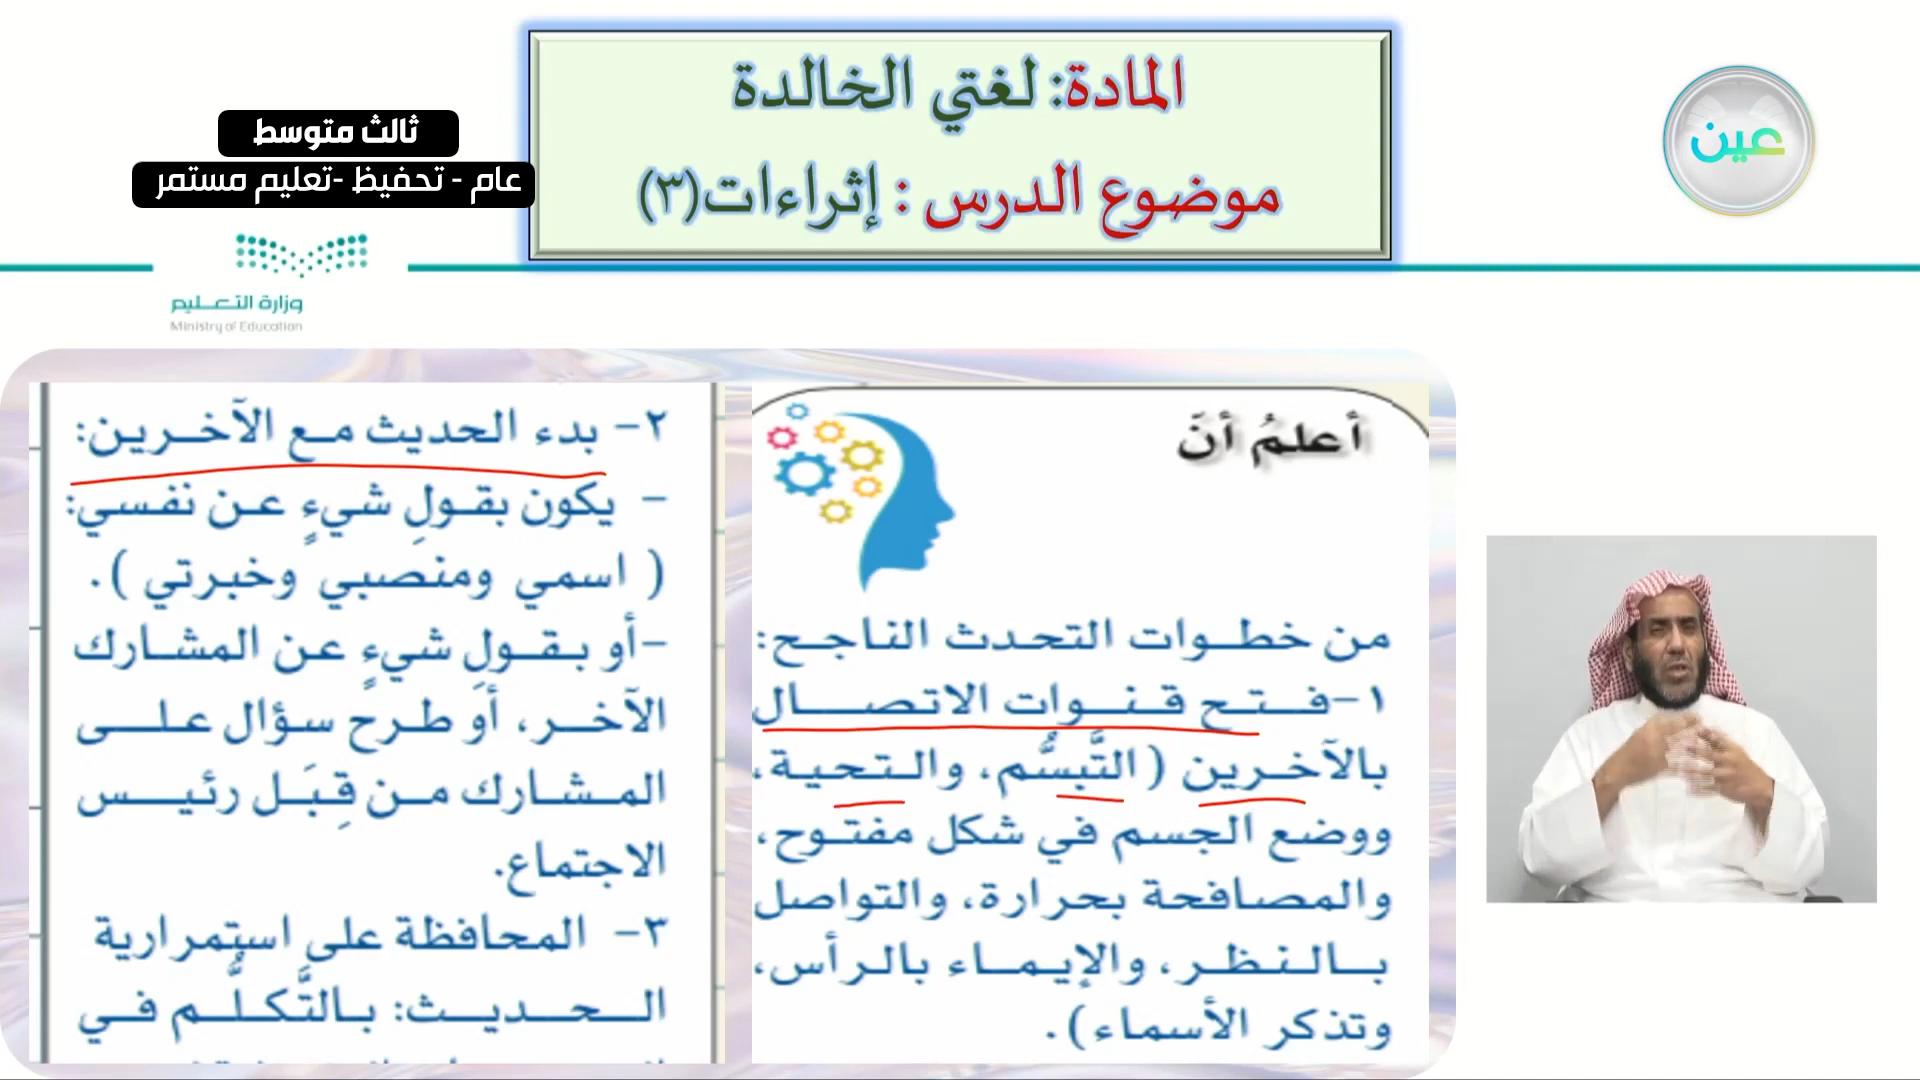 المادة: لغتي الخالدة
موضوع الدرس : إثراءات(٣)
عين
ثالث متوسط
عام - تحفيظ -تعليم مستمر
وزارة التعـليم
Ministry of Education
أعلمُ أنَ
من خطوات التحدث الناجح:
١-فتح قنوات الاتصال
بالآخرين ( التَّبسُّم، والتحية،
ووضع الجسم في شكل مفتوح،
والمصافحة بحرارة، والتواصل
بالنظر، والإيماء بالرأس،
وتذكر الأسماء).
٢- بدء الحديث مع الآخرين:
- يكون بقولِ شيءٍ عن نفسي:
( اسمي ومنصبي وخبرتي ).
-أو بقولِ شيءٍ عن المشارك
الآخر، أو طرح سؤال على
المشارك من قِبَل رئيس
الاجتماع.
٣- المحافظة على استمرارية
الحديث: بالتَّكلُّم في